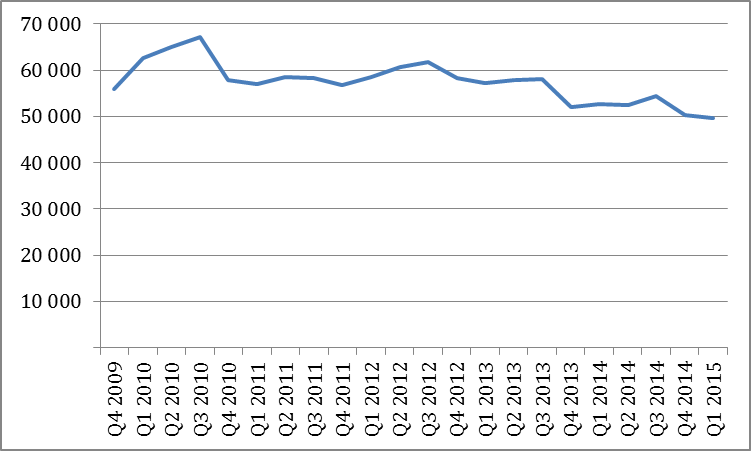 70 000
60 000
50 000
40 000
30 000
20 000
10 000
Q4 2009
Q1 2010
Q2 2010
Q3 2010
Q4 2010
Q1 2011
Q2 2011
Q3 2011
Q4 2011
Q1 2012
Q2 2012
Q3 2012
Q4 2012
Q1 2013
Q2 2013
Q3 2013
Q4 2013
Q1 2014
Q2 2014
Q3 2014
Q4 2014
Q1 2015